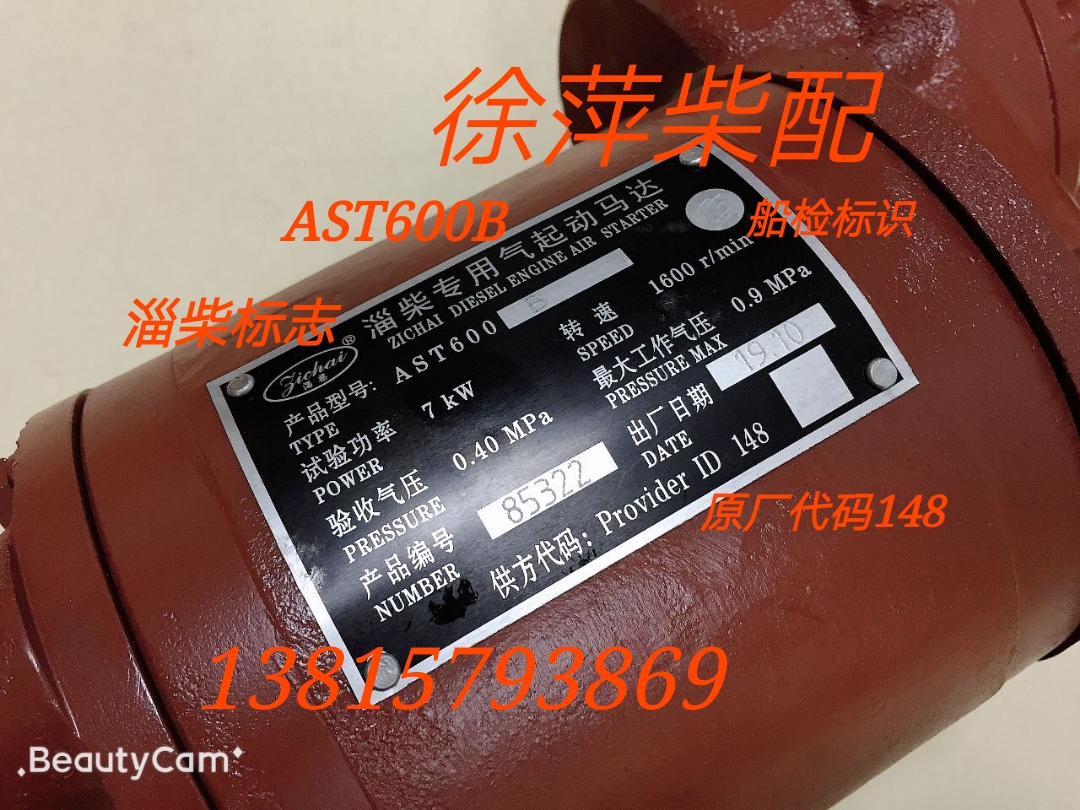 徐萍柴配
AST600B
船检标识
淄柴标志
Zichai®
淄柴
淄柴专用气起动马达
ZICHAI DIESEL ENGINE AIR STARTER
产品型号: AST600 B
TYPE
转速 1600 r/min
SPEED
试验功率 7 kW
POWER
最大工作气压 0.9 MPa
PRESSURE MAX
验收气压 0.40 MPa
PRESSURE
出厂日期 19.10
DATE
产品编号 85322
NUMBER
供方代码: Provider ID 148
原厂代码148
13815793869
BeautyCam